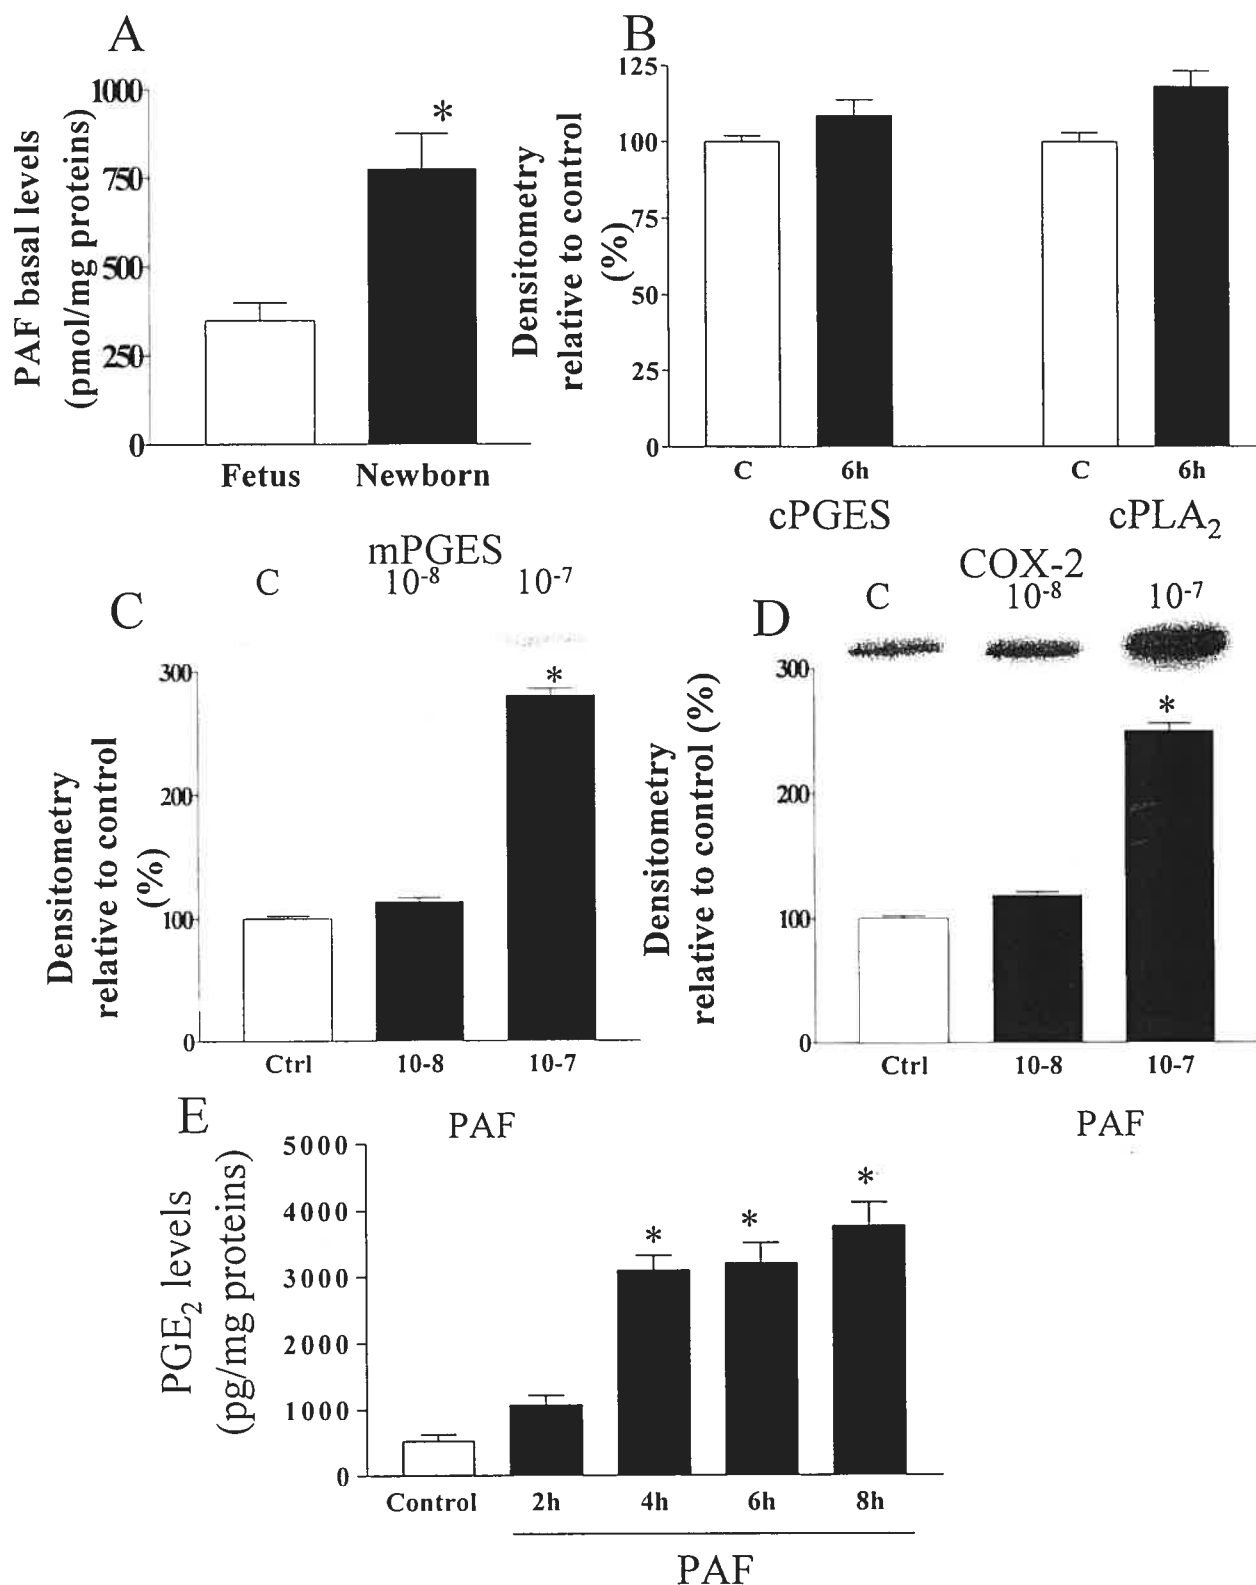 A
PAF basal levels
(pmol/mg proteins)
1000
750
500
250
0
*
Fetus Newborn
B
Densitometry
relative to control
(%)
125
100
75
50
25
0
C 6h C 6h
cPGES cPLA₂
mPGES
C 10⁻⁸ 10⁻⁷
C
Densitometry
relative to control
(%)
300
200
100
0
*
Ctrl 10-8 10-7
PAF
COX-2
C 10⁻⁸ 10⁻⁷
D
Densitometry
relative to control (%)
300
200
100
0
*
Ctrl 10-8 10-7
PAF
E
PGE₂ levels
(pg/mg proteins)
5000
4000
3000
2000
1000
0
* * *
Control 2h 4h 6h 8h
PAF